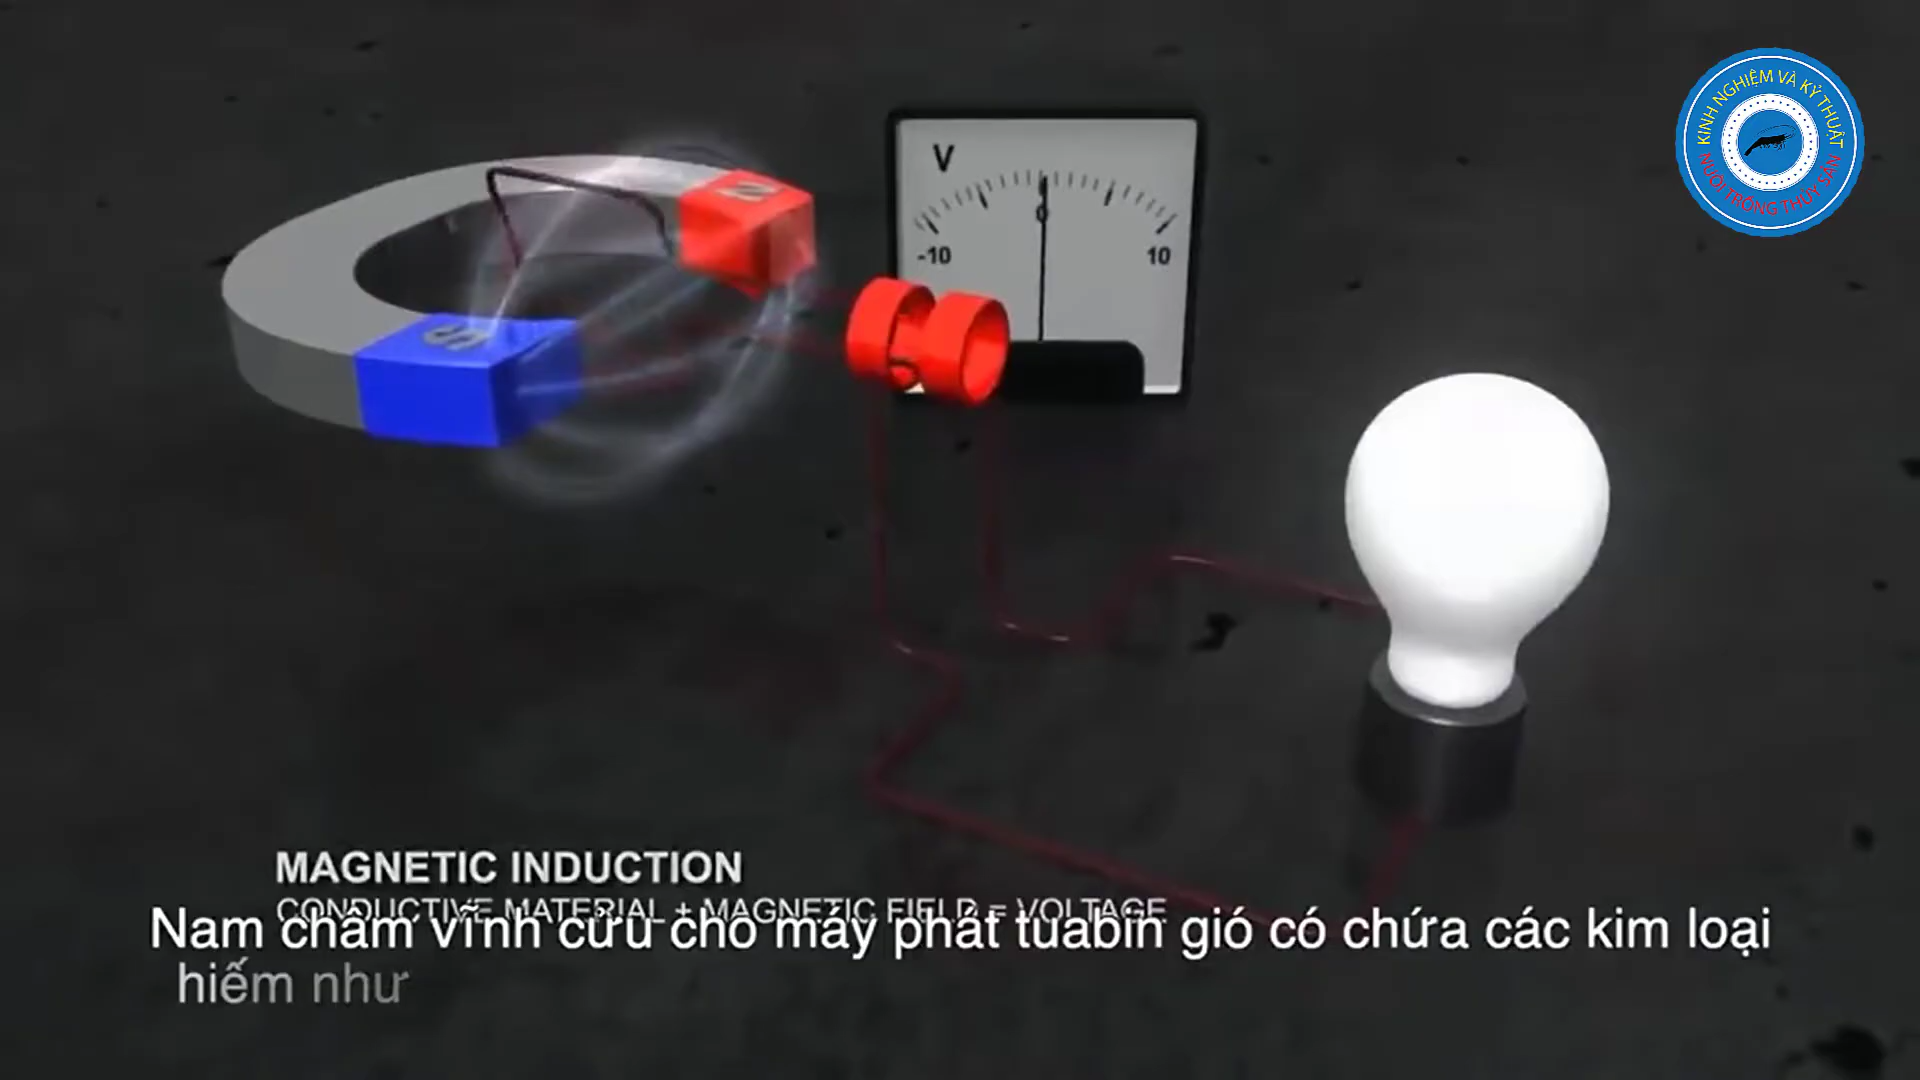 KINH NGHIỆM VÀ KỸ THUẬT
NUÔI TRỒNG THỦY SẢN
V
0
-10
10
N
S
MAGNETIC INDUCTION
CONDUCTIVE MATERIAL + MAGNETIC FIELD = VOLTAGE
Nam châm vĩnh cửu cho máy phát tuabin gió có chứa các kim loại
hiếm như